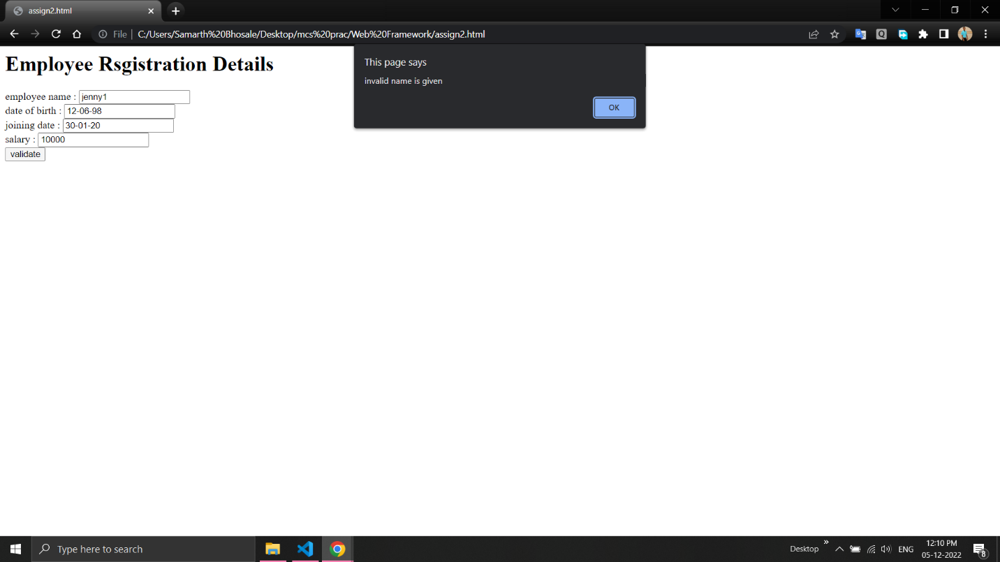 assign2.html
File | C:/Users/Samarth%20Bhosale/Desktop/mcs%20prac/Web%20Framework/assign2.html
This page says
invalid name is given
OK
Employee Rsgistration Details
employee name : jenny1
date of birth : 12-06-98
joining date : 30-01-20
salary : 10000
validate
Type here to search
Desktop
ENG
12:10 PM
05-12-2022
8